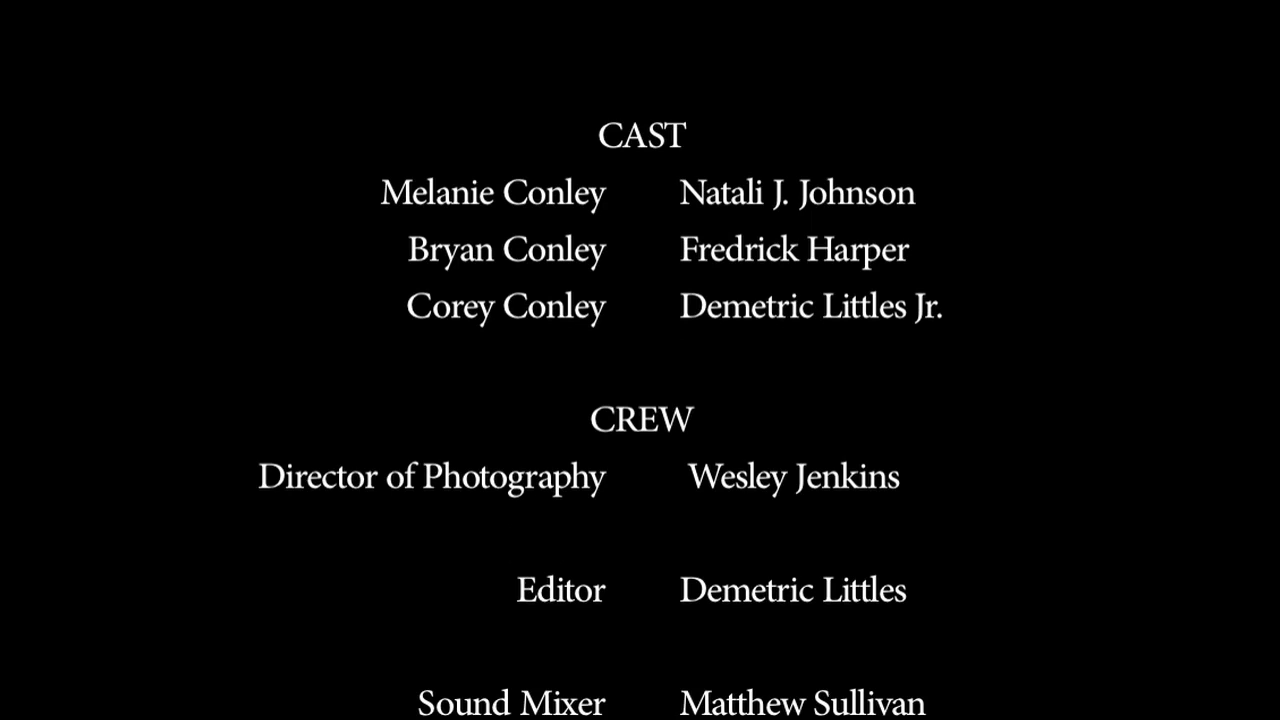 CAST
Melanie Conley Natali J. Johnson
Bryan Conley Fredrick Harper
Corey Conley Demetric Littles Jr.
CREW
Director of Photography Wesley Jenkins
Editor Demetric Littles
Sound Mixer Matthew Sullivan